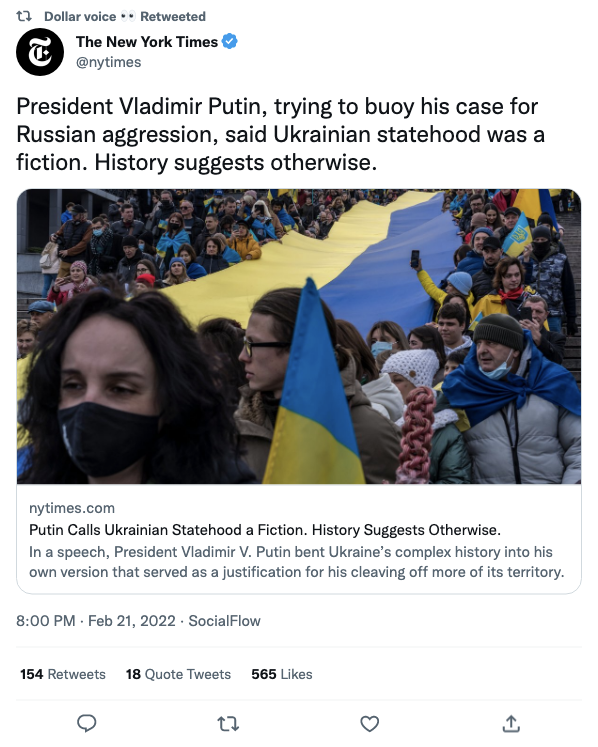 Dollar voice 👀 Retweeted
The New York Times
@nytimes
President Vladimir Putin, trying to buoy his case for
Russian aggression, said Ukrainian statehood was a
fiction. History suggests otherwise.
nytimes.com
Putin Calls Ukrainian Statehood a Fiction. History Suggests Otherwise.
In a speech, President Vladimir V. Putin bent Ukraine’s complex history into his
own version that served as a justification for his cleaving off more of its territory.
8:00 PM · Feb 21, 2022 · SocialFlow
154 Retweets 18 Quote Tweets 565 Likes